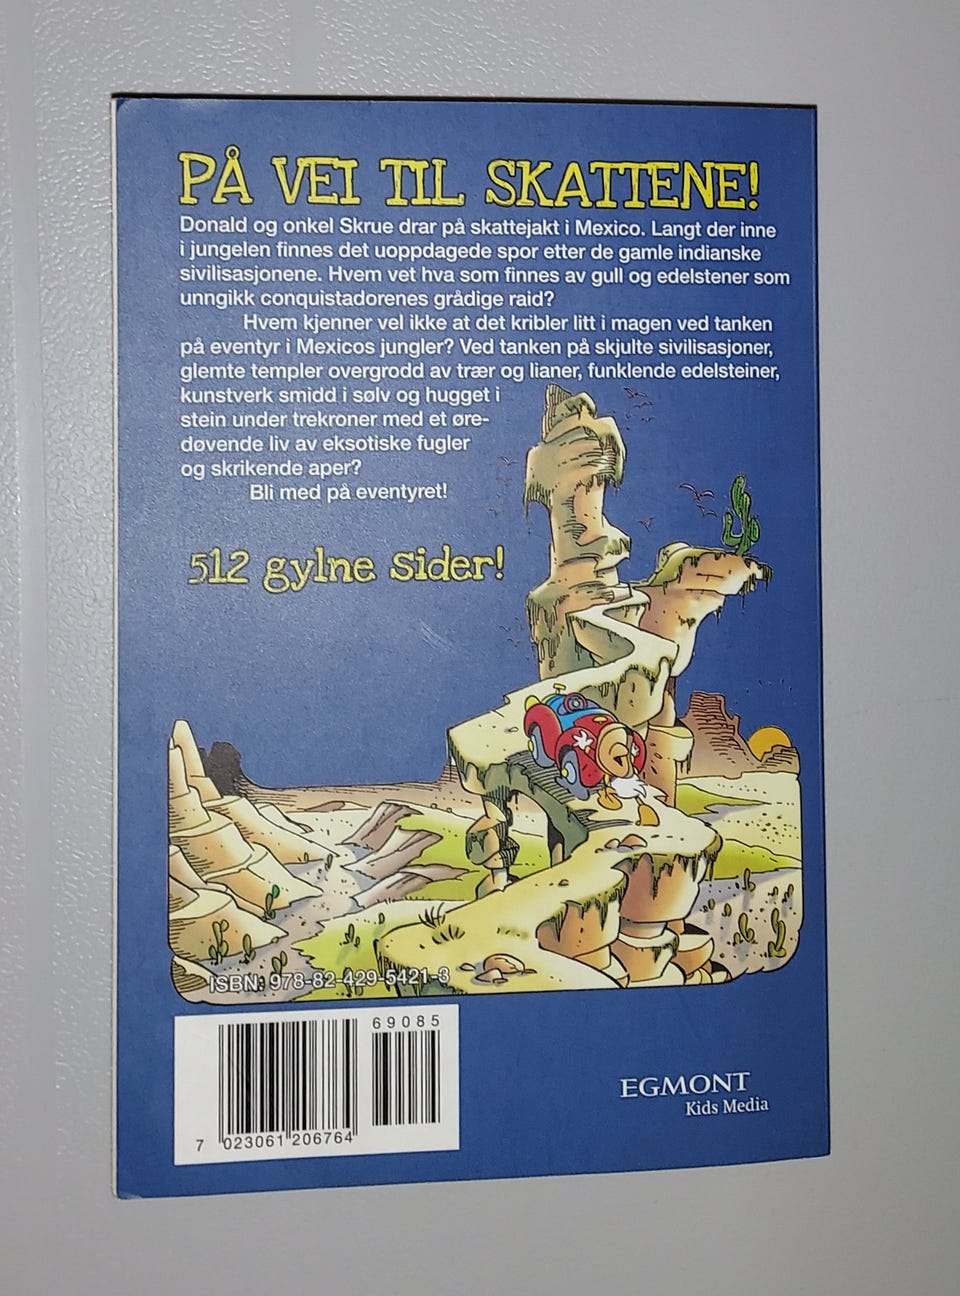 PÅ VEI TIL SKATTENE!
Donald og onkel Skrue drar på skattejakt i Mexico. Langt der inne
i jungelen finnes det uoppdagede spor etter de gamle indianske
sivilisasjonene. Hvem vet hva som finnes av gull og edelstener som
unngikk conquistadorenes grådige raid?
Hvem kjenner vel ikke at det kribler litt i magen ved tanken
på eventyr i Mexicos jungler? Ved tanken på skjulte sivilisasjoner,
glemte templer overgrodd av trær og lianer, funklende edelsteiner,
kunstverk smidd i sølv og hugget i
stein under trekroner med et øre-
døvende liv av eksotiske fugler
og skrikende aper?
Bli med på eventyret!
512 gylne sider!
ISBN: 978-82-429-5421-3
69085
7 023061 206764
EGMONT
Kids Media